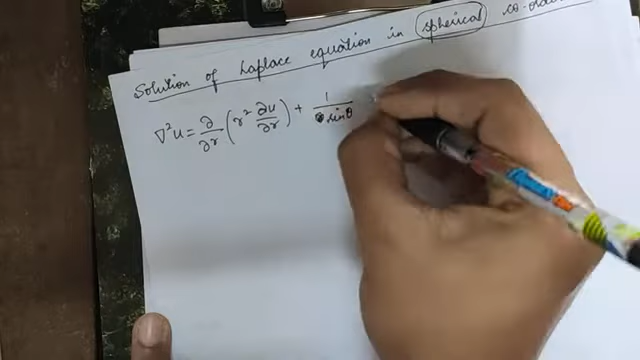 Solution of Laplace equation in spherical co-ordi
∇²u = ∂/∂r (r² ∂u/∂r) + 1/sinθ